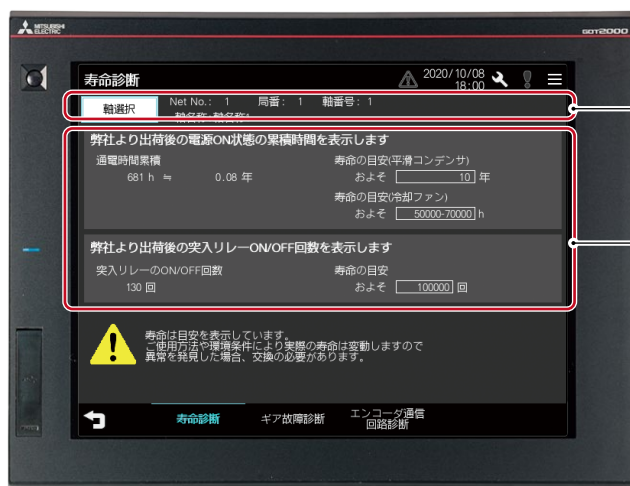 MITSUBISHI
ELECTRIC
GOT2000
寿命診断
2020/10/08
18:00
軸選択
Net No.: 1 局番: 1 軸番号: 1
軸名称:軸名称1
弊社より出荷後の電源ON状態の累積時間を表示します
通電時間累積
681 h ≒ 0.08 年
寿命の目安(平滑コンデンサ)
およそ 10 年
寿命の目安(冷却ファン)
およそ 50000-70000 h
弊社より出荷後の突入リレーON/OFF回数を表示します
突入リレーのON/OFF回数
130 回
寿命の目安
およそ 100000 回
寿命は目安を表示しています。
ご使用方法や環境条件により実際の寿命は変動しますので
異常を発見した場合、交換の必要があります。
寿命診断
ギア故障診断
エンコーダ通信
回路診断